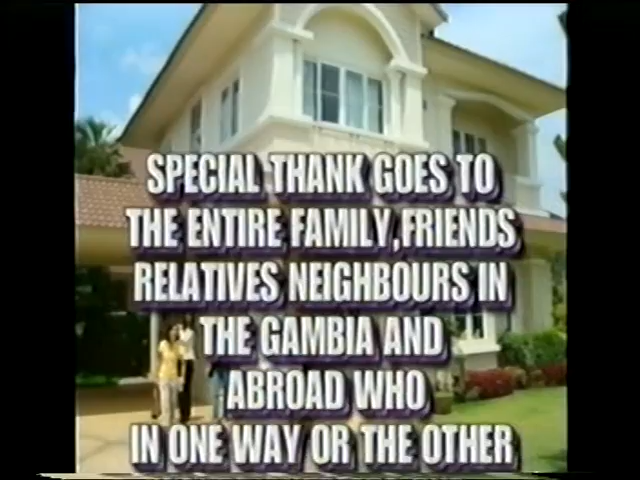 SPECIAL THANK GOES TO
THE ENTIRE FAMILY,FRIENDS
RELATIVES NEIGHBOURS IN
THE GAMBIA AND
ABROAD WHO
IN ONE WAY OR THE OTHER